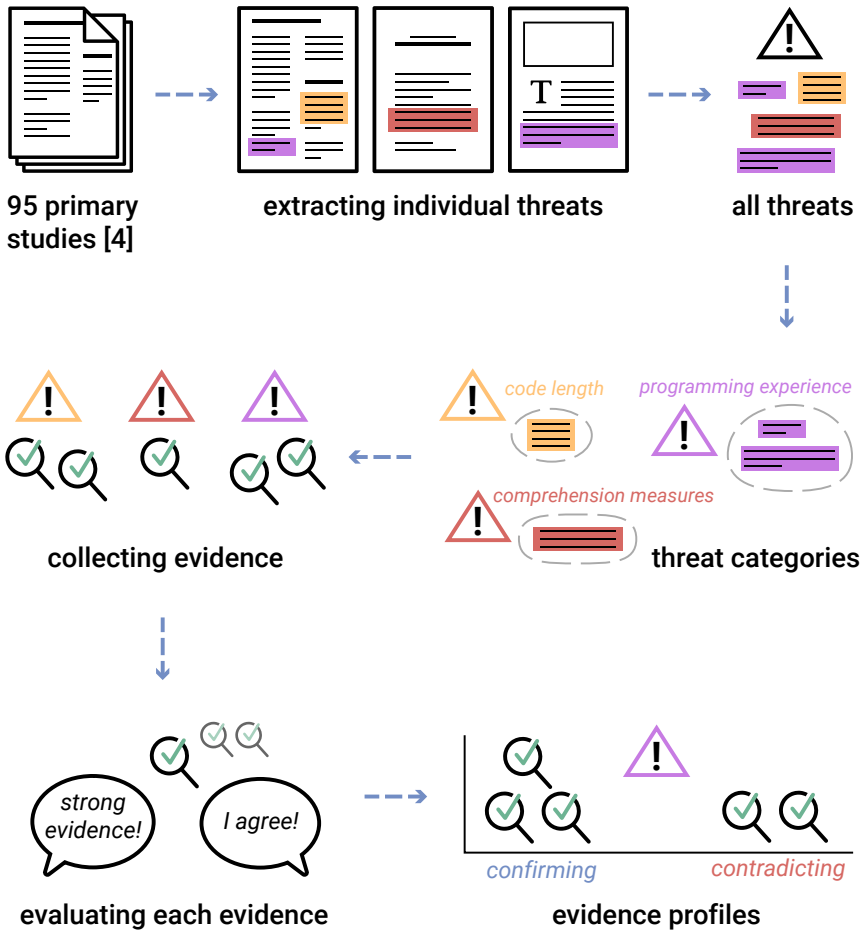 T
95 primary
studies [4]
extracting individual threats
all threats
code length
programming experience
comprehension measures
threat categories
collecting evidence
strong
evidence!
I agree!
evaluating each evidence
confirming
contradicting
evidence profiles